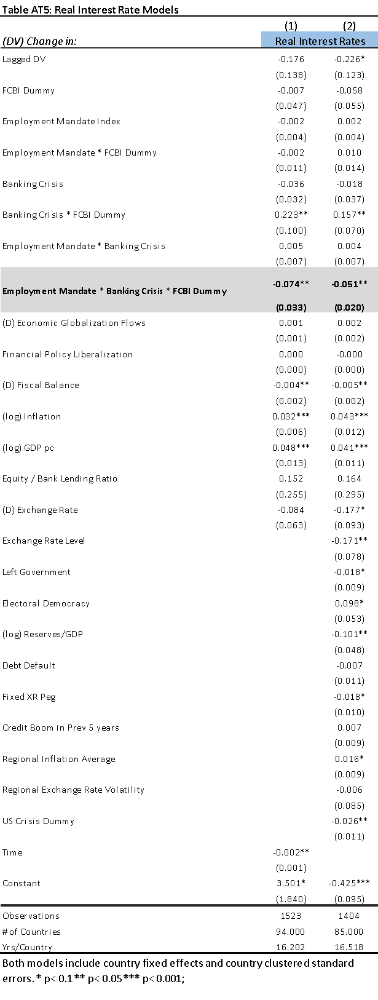 Table AT5: Real Interest Rate Models
(1) (2)
(DV) Change in: Real Interest Rates
Lagged DV -0.176 -0.226*
(0.138) (0.123)
FCBI Dummy -0.007 -0.058
(0.047) (0.055)
Employment Mandate Index -0.002 0.002
(0.004) (0.004)
Employment Mandate * FCBI Dummy -0.002 0.010
(0.011) (0.014)
Banking Crisis -0.036 -0.018
(0.032) (0.037)
Banking Crisis * FCBI Dummy 0.223** 0.157**
(0.100) (0.070)
Employment Mandate * Banking Crisis 0.005 0.004
(0.007) (0.007)
Employment Mandate * Banking Crisis * FCBI Dummy -0.074** -0.051**
(0.033) (0.020)
(D) Economic Globalization Flows 0.001 0.002
(0.001) (0.002)
Financial Policy Liberalization 0.000 -0.000
(0.000) (0.000)
(D) Fiscal Balance -0.004** -0.005**
(0.002) (0.002)
(log) Inflation 0.032*** 0.043***
(0.006) (0.012)
(log) GDP pc 0.048*** 0.041***
(0.013) (0.011)
Equity / Bank Lending Ratio 0.152 0.164
(0.255) (0.295)
(D) Exchange Rate -0.084 -0.177*
(0.063) (0.093)
Exchange Rate Level -0.171**
(0.078)
Left Government -0.018*
(0.009)
Electoral Democracy 0.098*
(0.053)
(log) Reserves/GDP -0.101**
(0.048)
Debt Default -0.007
(0.011)
Fixed XR Peg -0.018*
(0.010)
Credit Boom in Prev 5 years 0.007
(0.009)
Regional Inflation Average 0.016*
(0.009)
Regional Exchange Rate Volatility -0.006
(0.085)
US Crisis Dummy -0.026**
(0.011)
Time -0.002**
(0.001)
Constant 3.501* -0.425***
(1.840) (0.095)
Observations 1523 1404
# of Countries 94.000 85.000
Yrs/Country 16.202 16.518
Both models include country fixed effects and country clustered standard
errors. * p< 0.1 ** p< 0.05 *** p< 0.001;